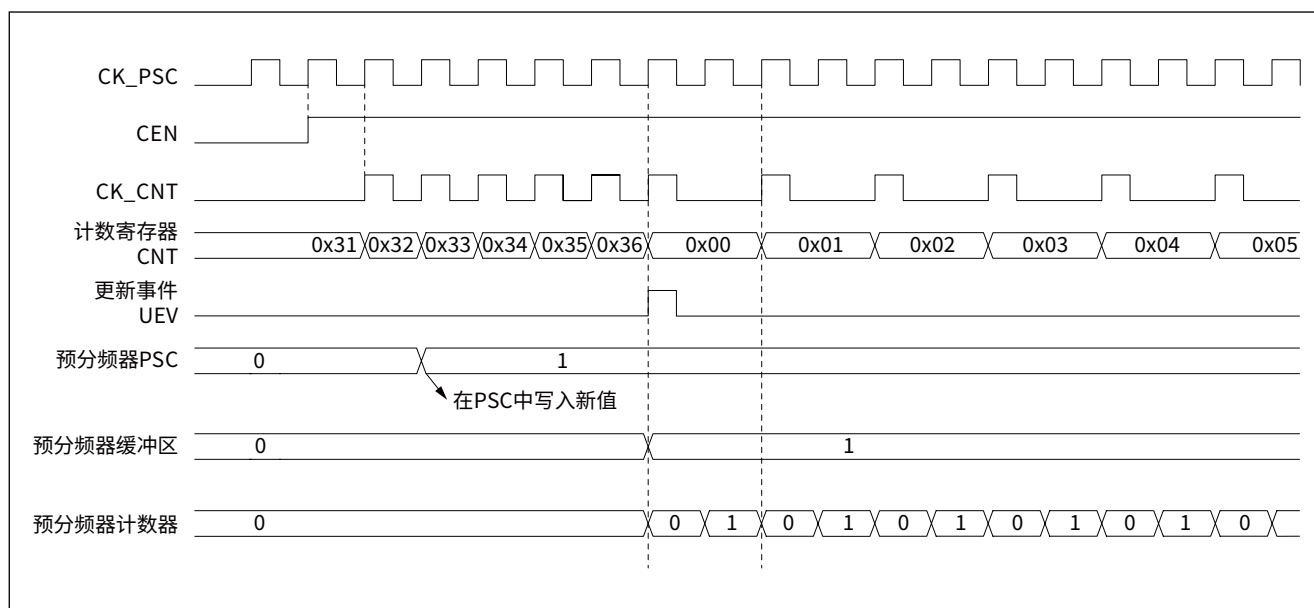 CK_PSC
CEN
CK_CNT
计数寄存器
CNT
0x31 0x32 0x33 0x34 0x35 0x36 0x00 0x01 0x02 0x03 0x04 0x05
更新事件
UEV
预分频器PSC 0 1
在PSC中写入新值
预分频器缓冲区 0 1
预分频器计数器 0 0 1 0 1 0 1 0 1 0 1 0